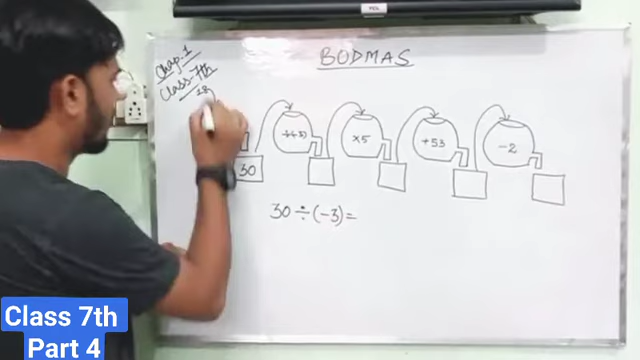 BODMAS
Chap-1
Class-7th
÷(-3)
×5
+53
-2
30
30÷(-3)=
Class 7th
Part 4